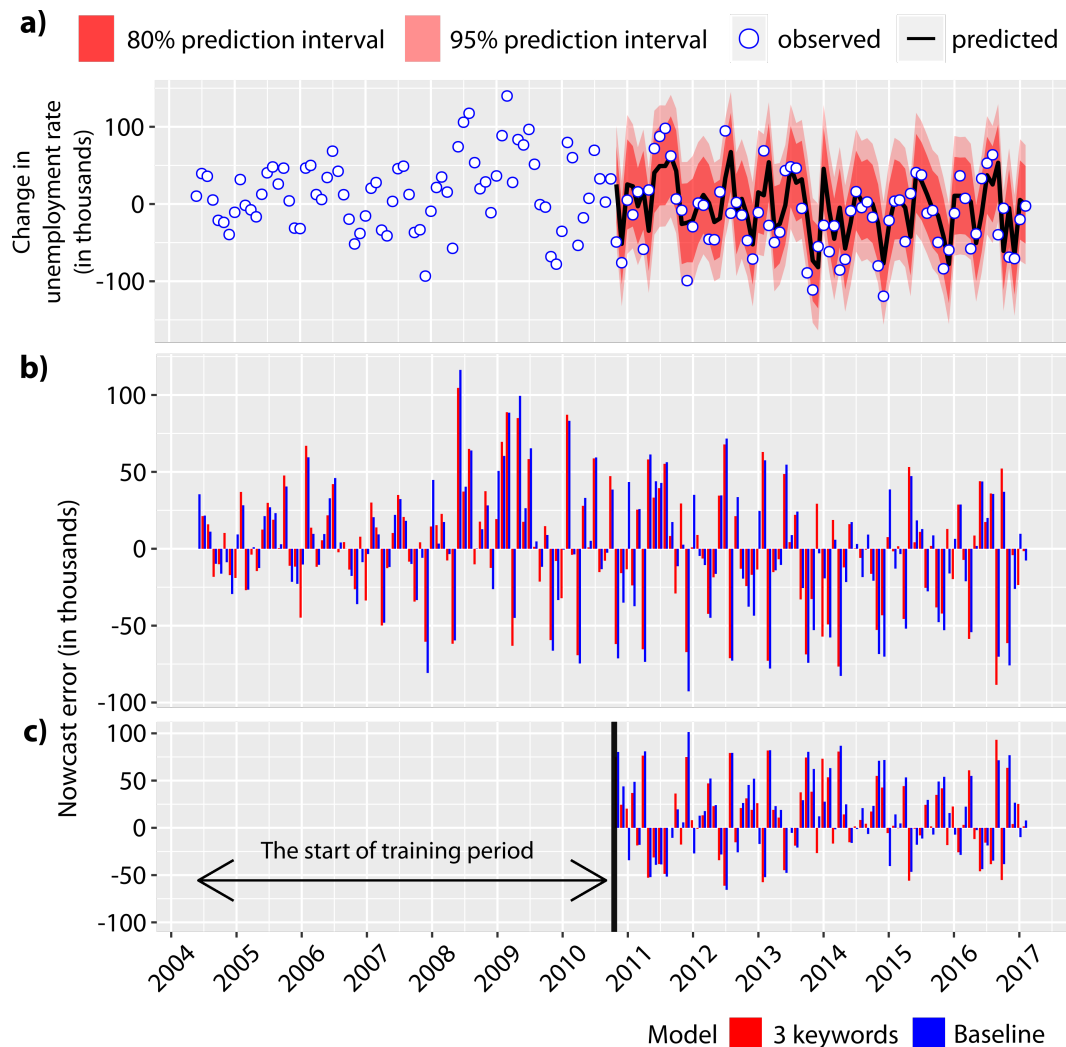 a)
80% prediction interval
95% prediction interval
observed
predicted
Change in
unemployment rate
(in thousands)
100
0
-100
b)
Nowcast error (in thousands)
100
50
0
-50
-100
c)
100
50
0
-50
-100
The start of training period
2004
2005
2006
2007
2008
2009
2010
2011
2012
2013
2014
2015
2016
2017
Model
3 keywords
Baseline